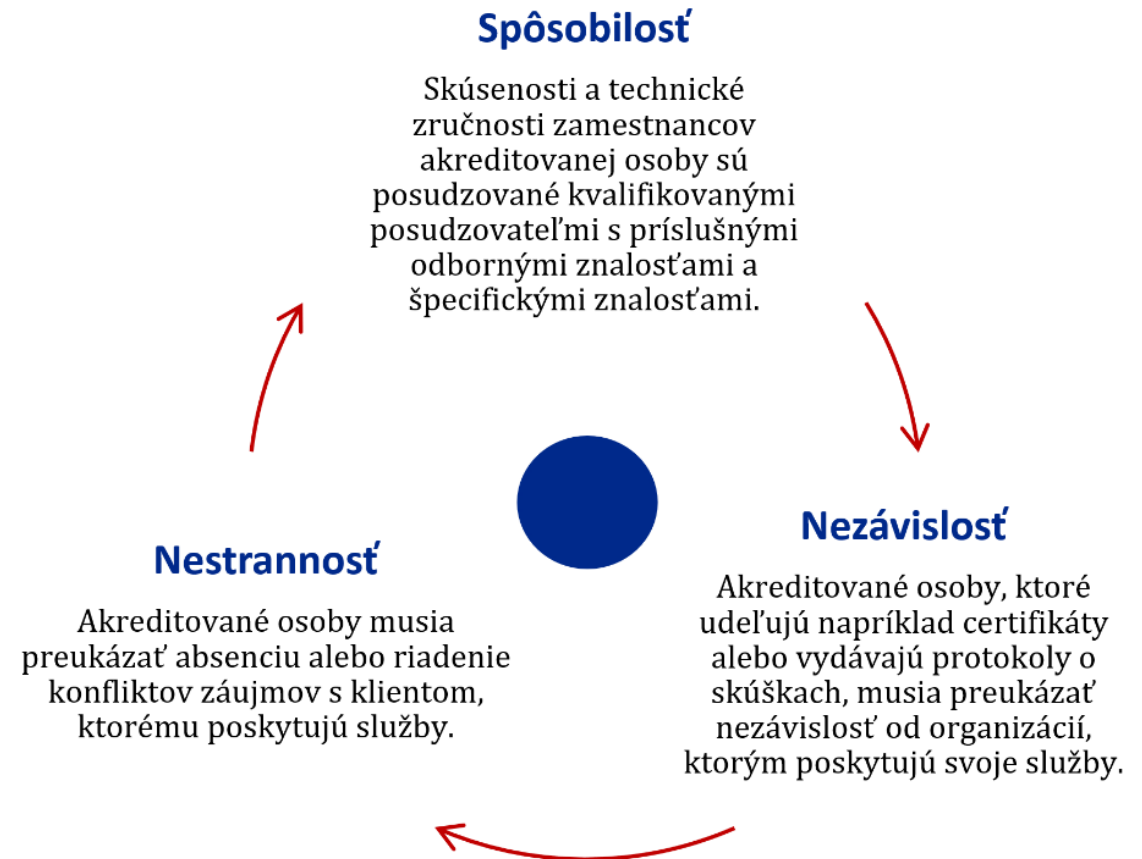 Spôsobilosť
Skúsenosti a technické
zručnosti zamestnancov
akreditovanej osoby sú
posudzované kvalifikovanými
posudzovateľmi s príslušnými
odbornými znalosťami a
špecifickými znalosťami.
Nezávislosť
Akreditované osoby, ktoré
udeľujú napríklad certifikáty
alebo vydávajú protokoly o
skúškach, musia preukázať
nezávislosť od organizácií,
ktorým poskytujú svoje služby.
Nestrannosť
Akreditované osoby musia
preukázať absenciu alebo riadenie
konfliktov záujmov s klientom,
ktorému poskytujú služby.